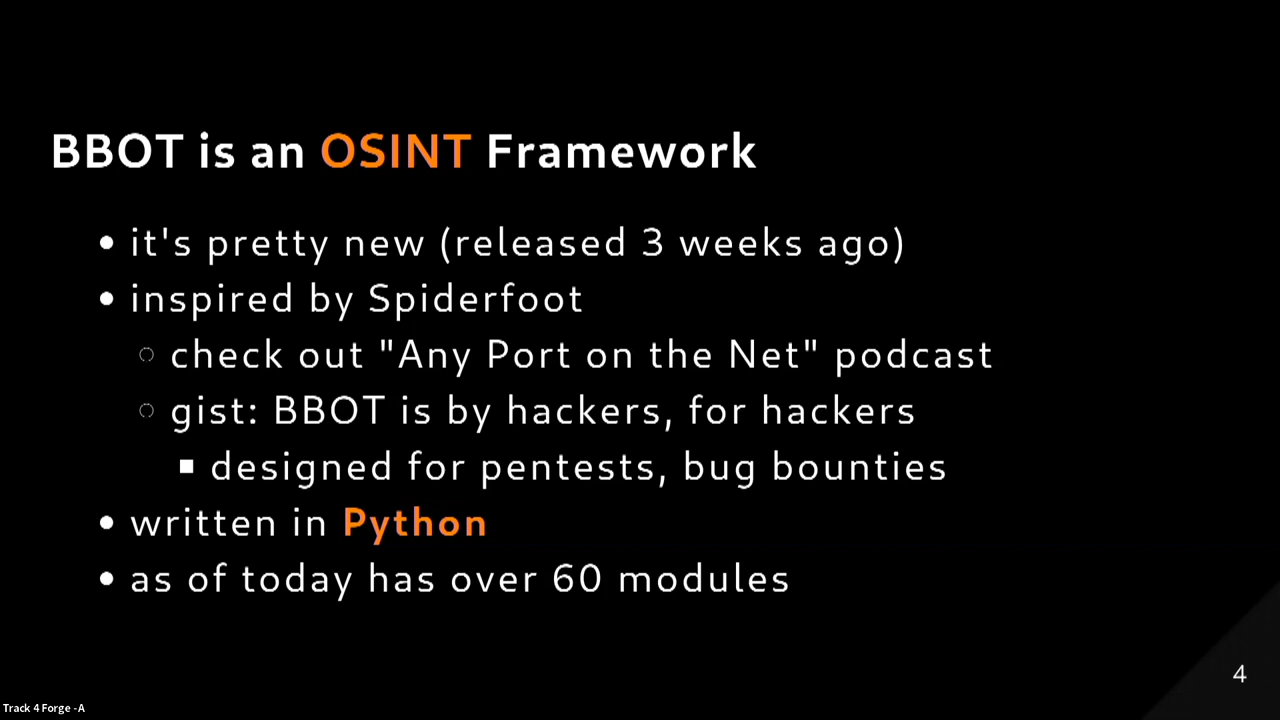 BBOT is an OSINT Framework
it's pretty new (released 3 weeks ago)
inspired by Spiderfoot
check out "Any Port on the Net" podcast
gist: BBOT is by hackers, for hackers
designed for pentests, bug bounties
written in Python
as of today has over 60 modules
4
Track 4 Forge -A